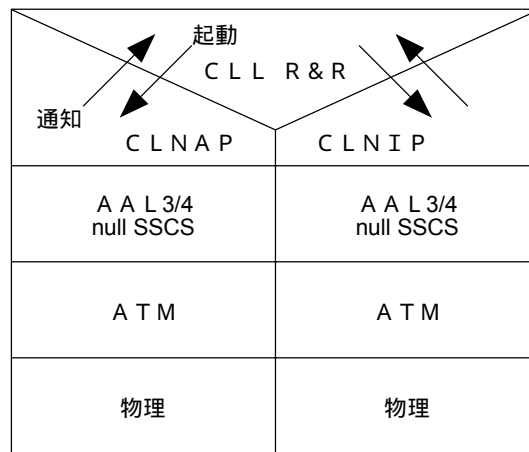 起動
ＣＬＬ Ｒ＆Ｒ
通知
ＣＬＮＡＰ
ＣＬＮＩＰ
ＡＡＬ3/4
null SSCS
ＡＡＬ3/4
null SSCS
ＡＴＭ
ＡＴＭ
物理
物理